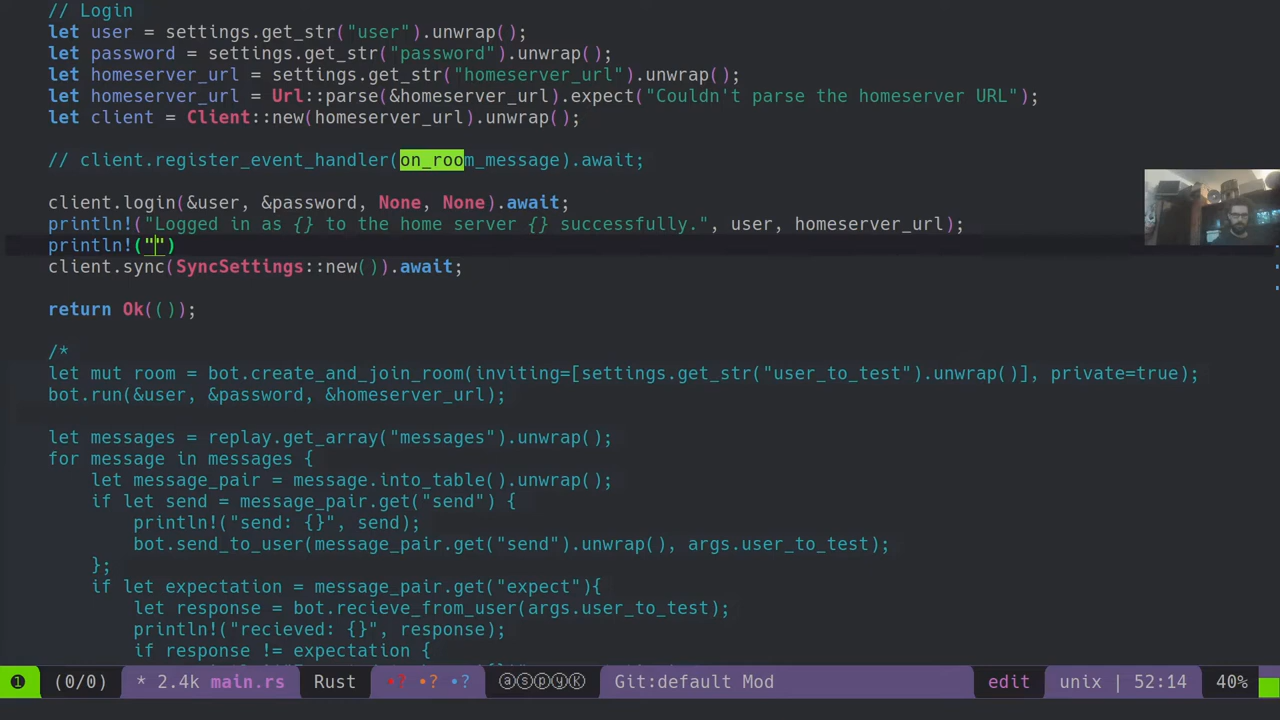 // Login
let user = settings.get_str("user").unwrap();
let password = settings.get_str("password").unwrap();
let homeserver_url = settings.get_str("homeserver_url").unwrap();
let homeserver_url = Url::parse(&homeserver_url).expect("Couldn't parse the homeserver URL");
let client = Client::new(homeserver_url).unwrap();
// client.register_event_handler(on_room_message).await;
client.login(&user, &password, None, None).await;
println!("Logged in as {} to the home server {} successfully.", user, homeserver_url);
println!("")
client.sync(SyncSettings::new()).await;
return Ok(());
/*
let mut room = bot.create_and_join_room(inviting=[settings.get_str("user_to_test").unwrap()], private=true);
bot.run(&user, &password, &homeserver_url);
let messages = replay.get_array("messages").unwrap();
for message in messages {
let message_pair = message.into_table().unwrap();
if let send = message_pair.get("send") {
println!("send: {}", send);
bot.send_to_user(message_pair.get("send").unwrap(), args.user_to_test);
};
if let expectation = message_pair.get("expect"){
let response = bot.recieve_from_user(args.user_to_test);
println!("recieved: {}", response);
if response != expectation {
❶ (0/0) * 2.4k main.rs Rust •? •? •? ⓐⓢⓟⓨⓀ Git:default Mod edit unix | 52:14 40%